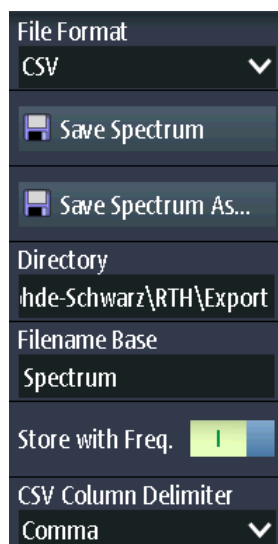 File Format
CSV
Save Spectrum
Save Spectrum As...
Directory
hde-Schwarz\RTH\Export
Filename Base
Spectrum
Store with Freq.
CSV Column Delimiter
Comma